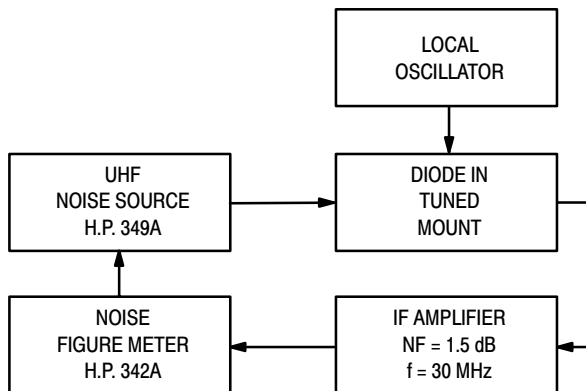 LOCAL
OSCILLATOR
UHF
NOISE SOURCE
H.P. 349A
DIODE IN
TUNED
MOUNT
NOISE
FIGURE METER
H.P. 342A
IF AMPLIFIER
NF = 1.5 dB
f = 30 MHz